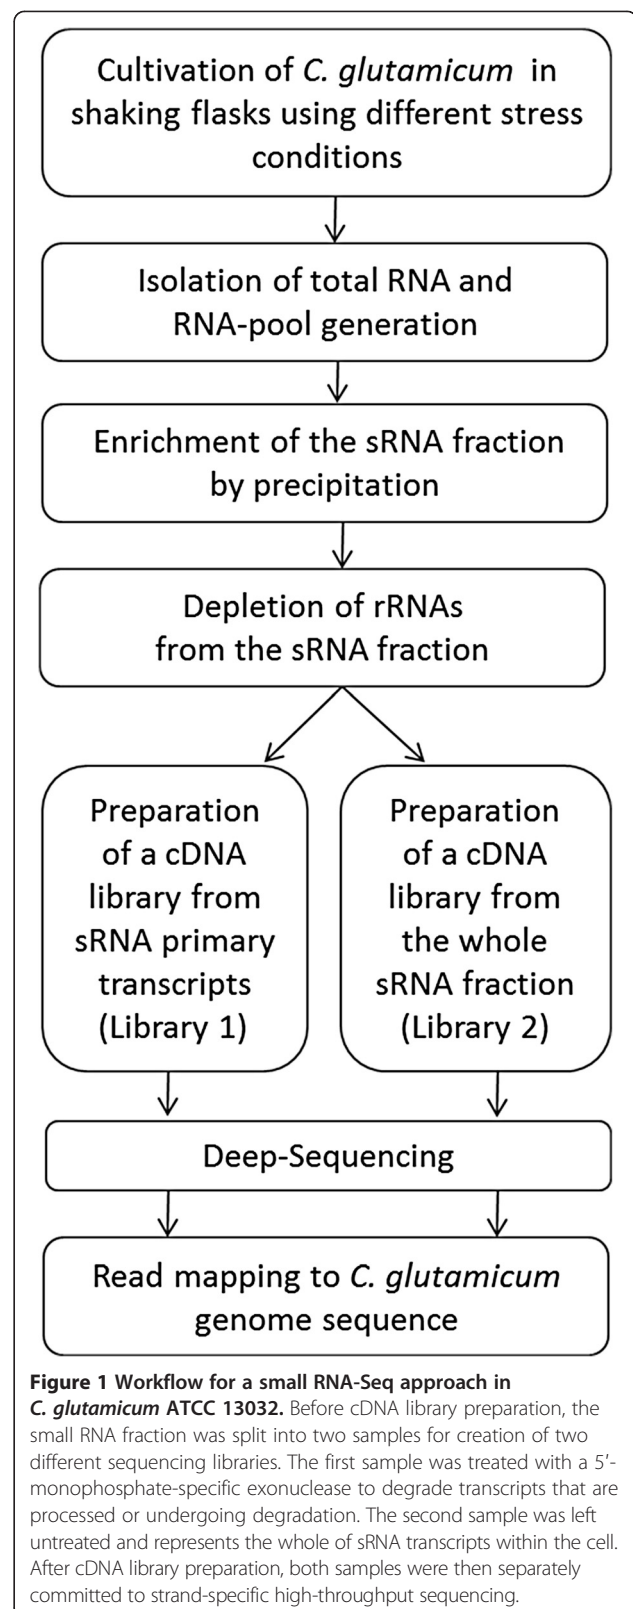 Cultivation of C. glutamicum in
shaking flasks using different stress
conditions
Isolation of total RNA and
RNA-pool generation
Enrichment of the sRNA fraction
by precipitation
Depletion of rRNAs
from the sRNA fraction
Preparation
of a cDNA
library from
sRNA primary
transcripts
(Library 1)
Preparation
of a cDNA
library from
the whole
sRNA fraction
(Library 2)
Deep-Sequencing
Read mapping to C. glutamicum
genome sequence
Figure 1 Workflow for a small RNA-Seq approach in
C. glutamicum ATCC 13032. Before cDNA library preparation, the
small RNA fraction was split into two samples for creation of two
different sequencing libraries. The first sample was treated with a 5′-
monophosphate-specific exonuclease to degrade transcripts that are
processed or undergoing degradation. The second sample was left
untreated and represents the whole of sRNA transcripts within the cell.
After cDNA library preparation, both samples were then separately
committed to strand-specific high-throughput sequencing.